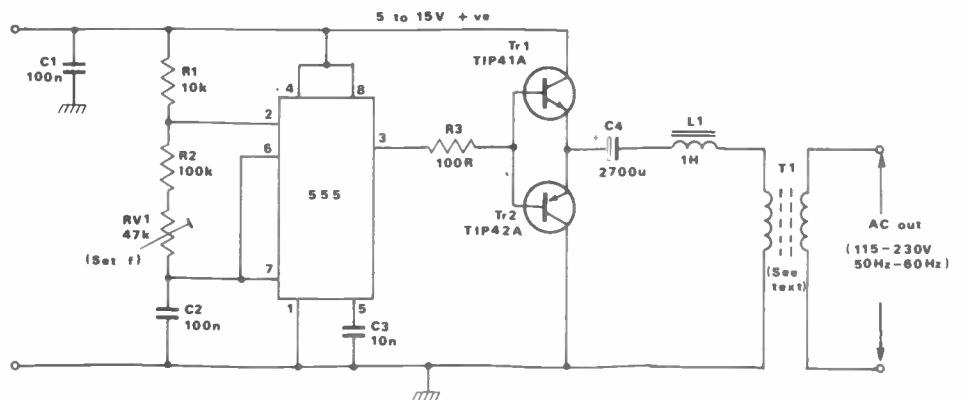 5 to 15V + ve
C1
100n
R1
10k
R2
100k
RV1
47k
(Set f)
C2
100n
4
8
2
6
7
3
1
5
555
C3
10n
R3
100R
Tr1
TIP41A
Tr2
TIP42A
+
C4
2700u
L1
1H
T1
(See
text)
AC out
(115-230V
50Hz-60Hz)